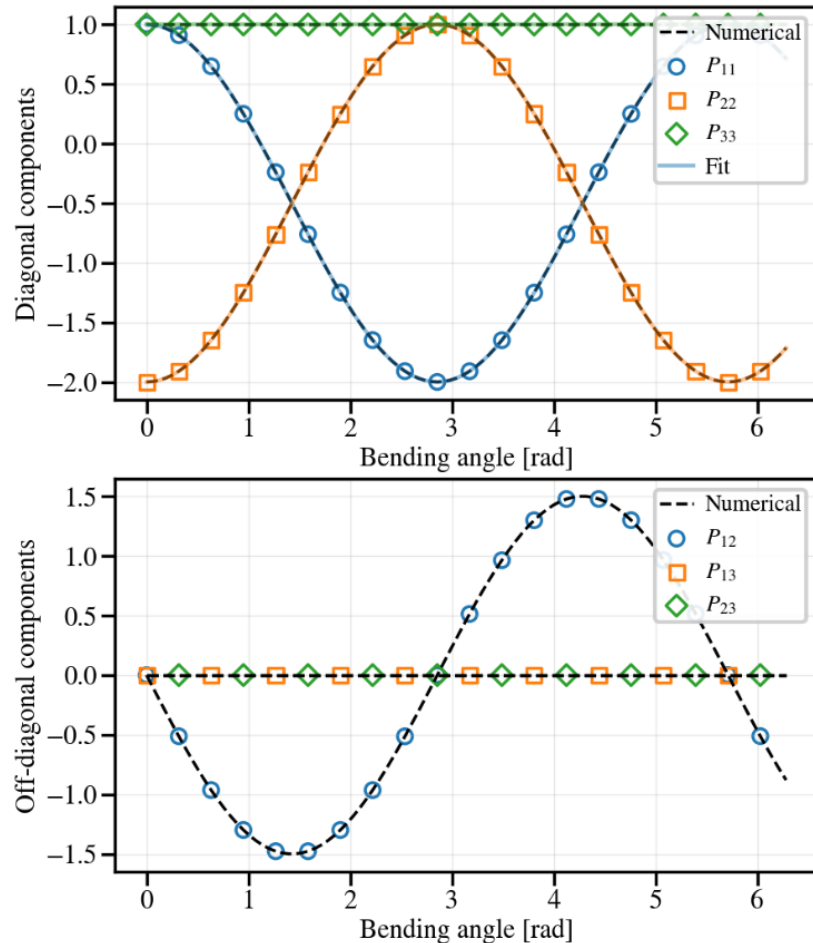 1.0
0.5
0.0
−0.5
−1.0
−1.5
−2.0
Diagonal components
Numerical
P₁₁
P₂₂
P₃₃
Fit
0 1 2 3 4 5 6
Bending angle [rad]
1.5
1.0
0.5
0.0
−0.5
−1.0
−1.5
Off-diagonal components
Numerical
P₁₂
P₁₃
P₂₃
0 1 2 3 4 5 6
Bending angle [rad]